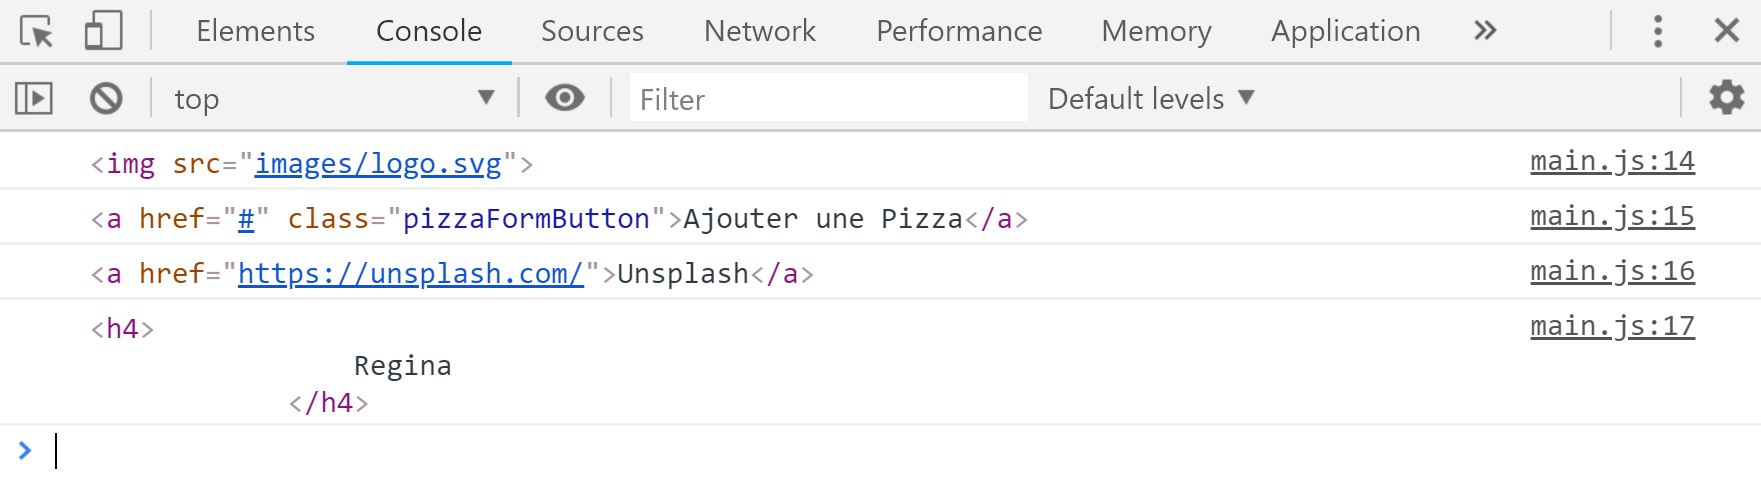 Elements Console Sources Network Performance Memory Application
top Filter Default levels
<img src="images/logo.svg"> main.js:14
<a href="#" class="pizzaFormButton">Ajouter une Pizza</a> main.js:15
<a href="https://unsplash.com/">Unsplash</a> main.js:16
<h4> main.js:17
Regina
</h4>